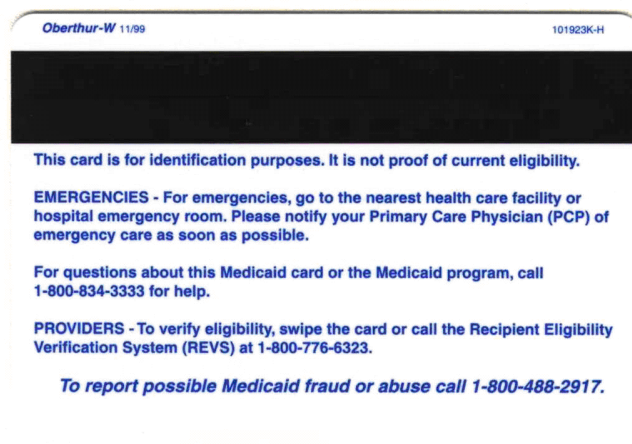 Oberthur-W 11/99 101923K-H
This card is for identification purposes. It is not proof of current eligibility.
EMERGENCIES - For emergencies, go to the nearest health care facility or
hospital emergency room. Please notify your Primary Care Physician (PCP) of
emergency care as soon as possible.
For questions about this Medicaid card or the Medicaid program, call
1-800-834-3333 for help.
PROVIDERS - To verify eligibility, swipe the card or call the Recipient Eligibility
Verification System (REVS) at 1-800-776-6323.
To report possible Medicaid fraud or abuse call 1-800-488-2917.